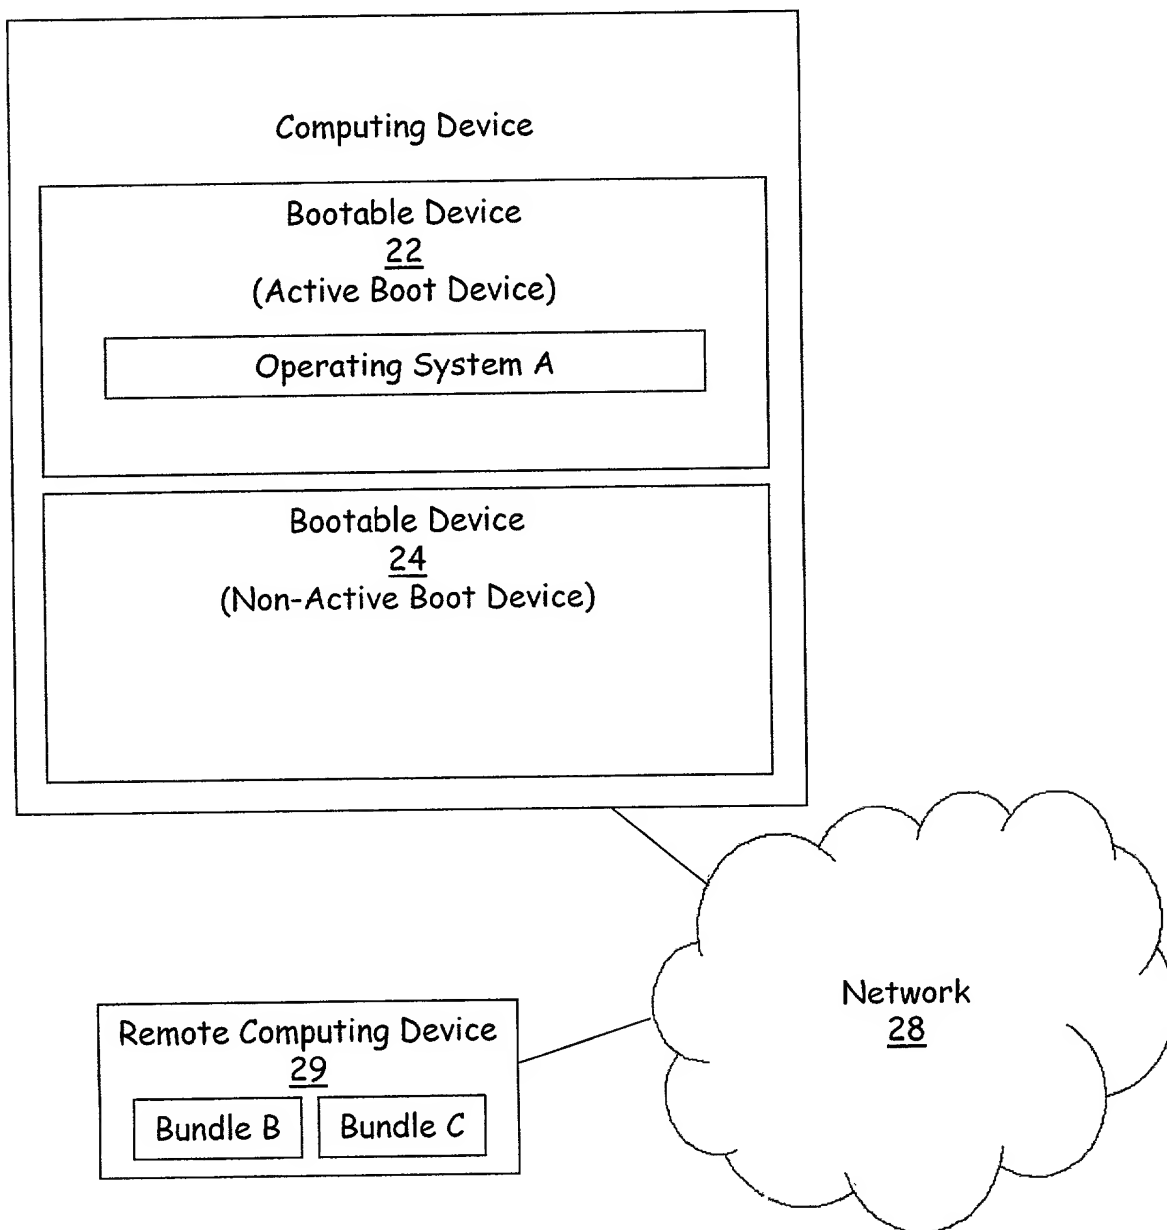 Computing Device
Bootable Device
22
(Active Boot Device)
Operating System A
Bootable Device
24
(Non-Active Boot Device)
Network
28
Remote Computing Device
29
Bundle B
Bundle C